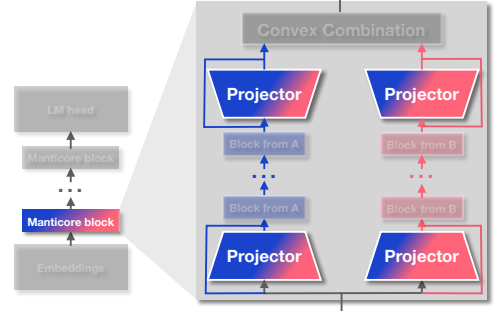 LM head
Manticore block
...
Manticore block
Embeddings
Convex Combination
Projector
Projector
Block from A
Block from B
...
...
Block from A
Block from B
Projector
Projector